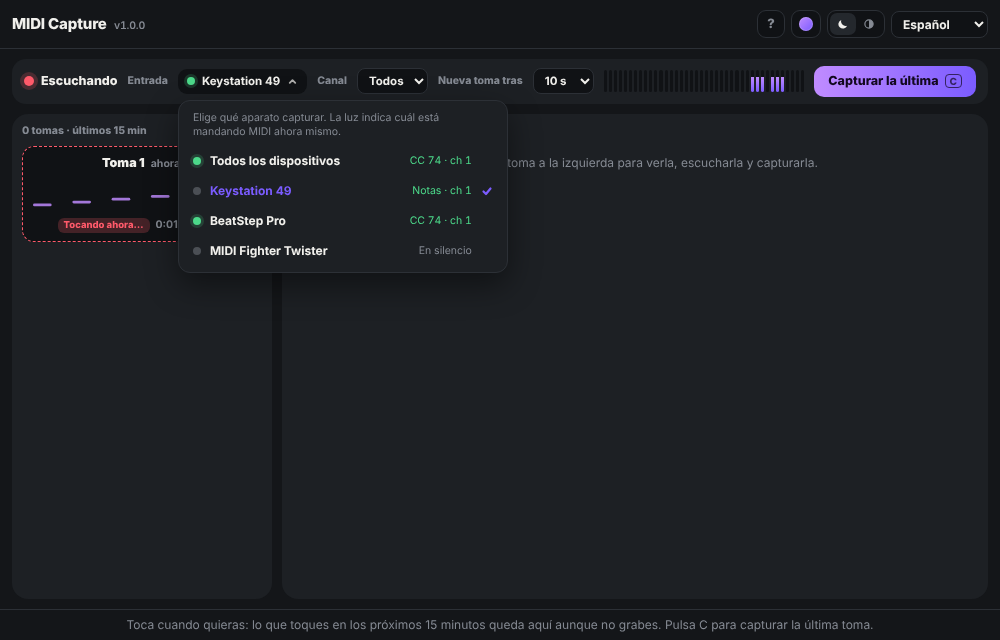 MIDI Capture v1.0.0
?
Español
Escuchando Entrada Keystation 49 Canal Todos Nueva toma tras 10 s Capturar la última C
0 tomas · últimos 15 min
Toma 1 ahora
Tocando ahora... 0:01
Elige qué aparato capturar. La luz indica cuál está
mandando MIDI ahora mismo.
Todos los dispositivos CC 74 · ch 1
Keystation 49 Notas · ch 1
BeatStep Pro CC 74 · ch 1
MIDI Fighter Twister En silencio
toma a la izquierda para verla, escucharla y capturarla.
Toca cuando quieras: lo que toques en los próximos 15 minutos queda aquí aunque no grabes. Pulsa C para capturar la última toma.